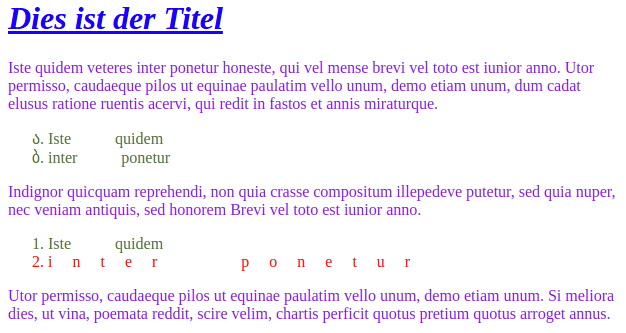 Dies ist der Titel
Iste quidem veteres inter ponetur honeste, qui vel mense brevi vel toto est iunior anno. Utor
permisso, caudaeque pilos ut equinae paulatim vello unum, demo etiam unum, dum cadat
elusus ratione ruentis acervi, qui redit in fastos et annis miraturque.
ა. Iste quidem
ბ. inter ponetur
Indignor quicquam reprehendi, non quia crasse compositum illepedeve putetur, sed quia nuper,
nec veniam antiquis, sed honorem Brevi vel toto est iunior anno.
1. Iste quidem
2. i n t e r p o n e t u r
Utor permisso, caudaeque pilos ut equinae paulatim vello unum, demo etiam unum. Si meliora
dies, ut vina, poemata reddit, scire velim, chartis perficit quotus pretium quotus arroget annus.